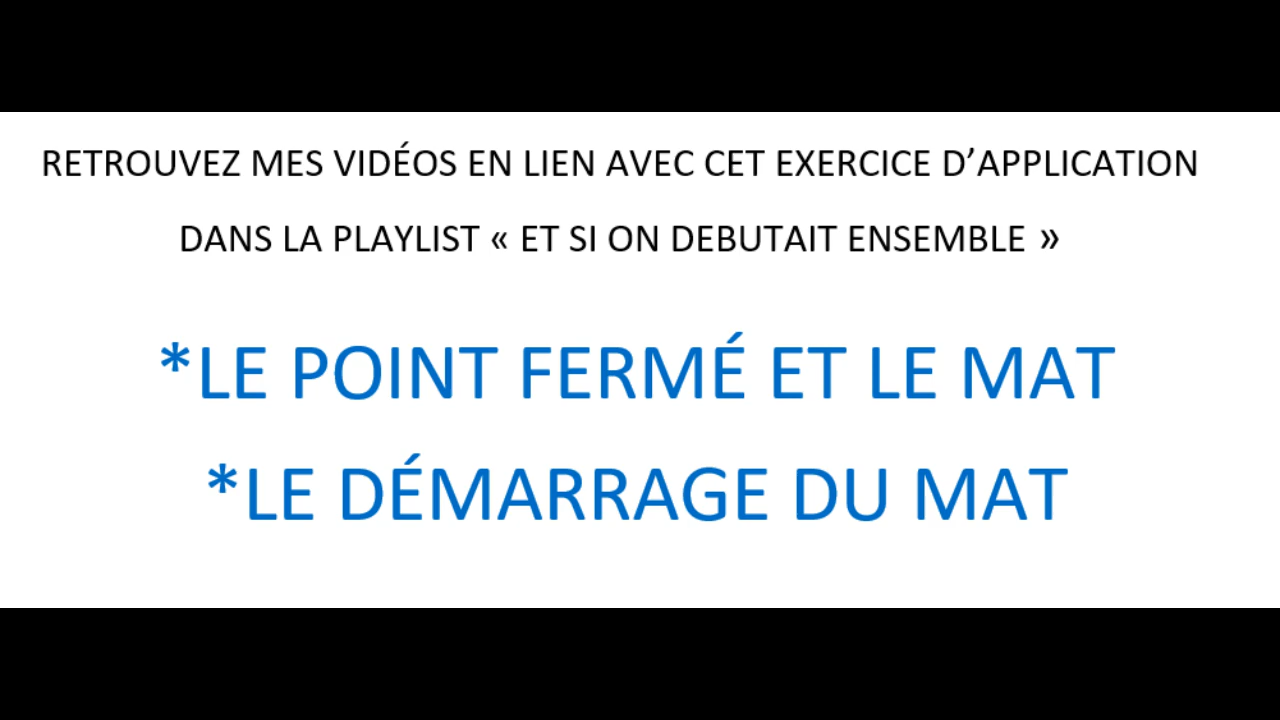 RETROUVEZ MES VIDÉOS EN LIEN AVEC CET EXERCICE D’APPLICATION
DANS LA PLAYLIST « ET SI ON DEBUTAIT ENSEMBLE »
*LE POINT FERMÉ ET LE MAT
*LE DÉMARRAGE DU MAT